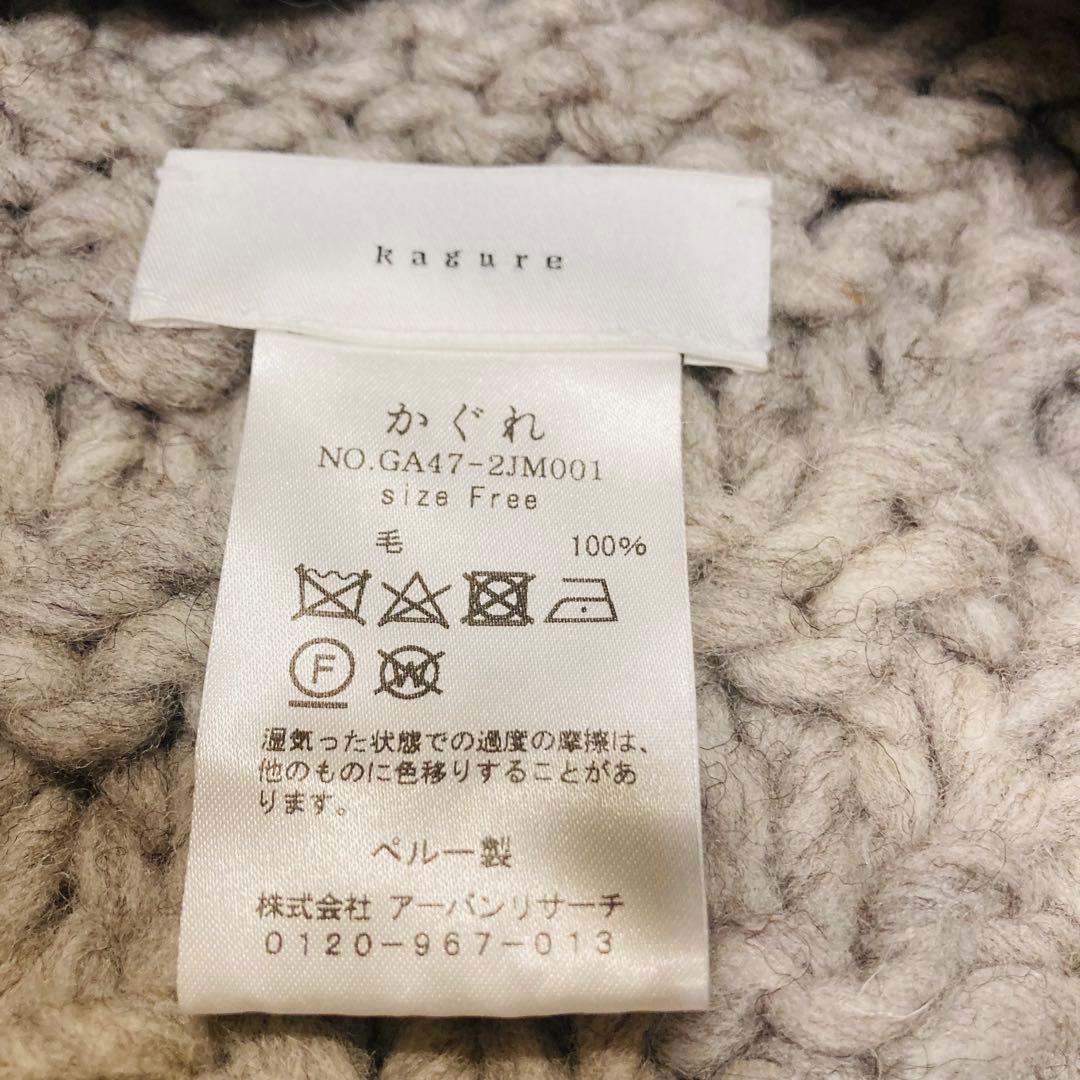 kagure
かぐれ
NO.GA47-2JM001
size Free
毛 100%
F W
湿気った状態での過度の摩擦は、
他のものに色移りすることがあ
ります。
ペルー製
株式会社 アーバンリサーチ
0120-967-013